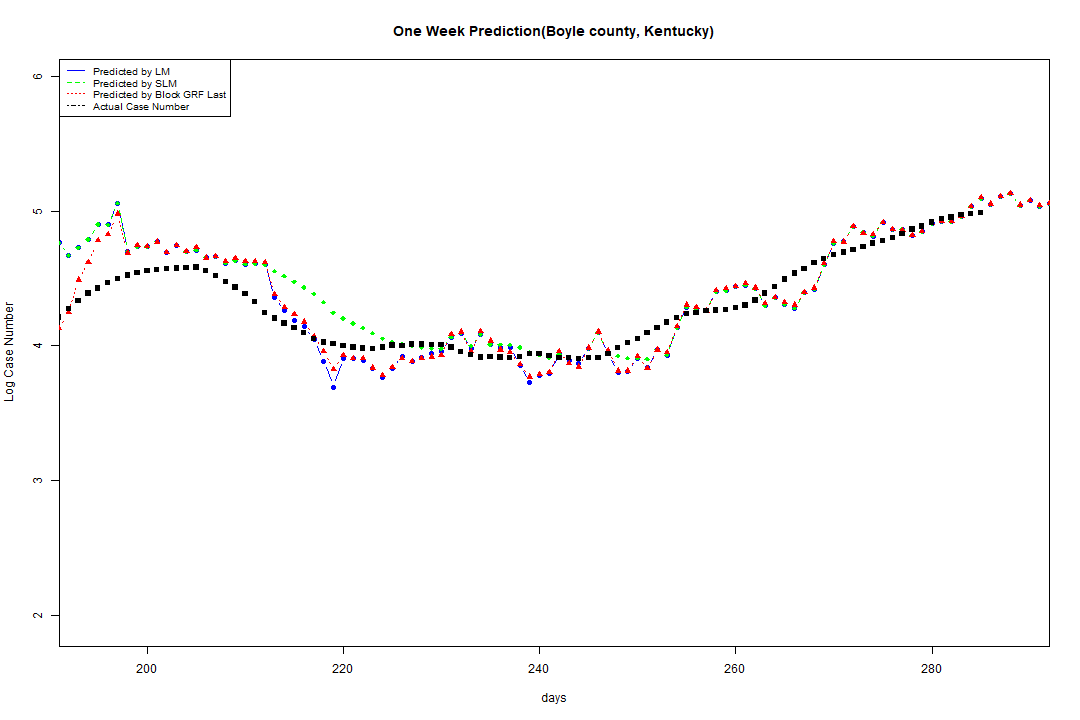 One Week Prediction(Boyle county, Kentucky)
Predicted by LM
Predicted by SLM
Predicted by Block GRF Last
Actual Case Number
6
5
4
3
2
Log Case Number
200 220 240 260 280
days